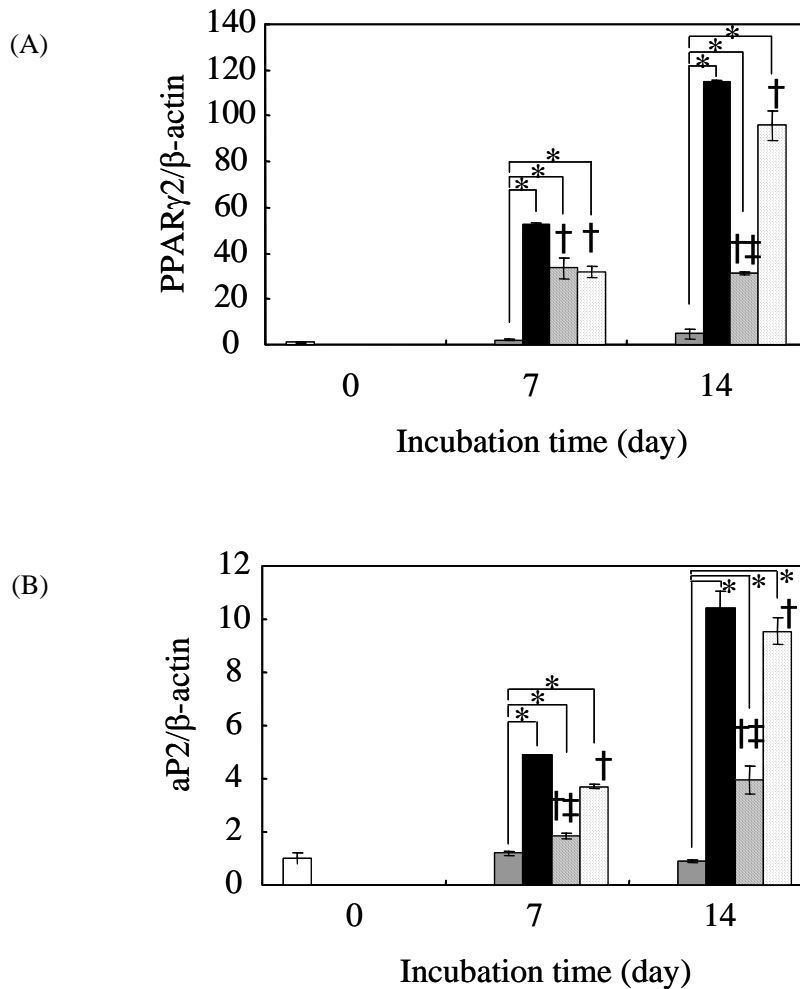 (A)
PPARγ2/β-actin
140
120
100
80
60
40
20
0
* * *
* * *
† †
†‡
†
0 7 14
Incubation time (day)
(B)
aP2/β-actin
12
10
8
6
4
2
0
* * *
* * *
†‡
†
†‡
†
0 7 14
Incubation time (day)